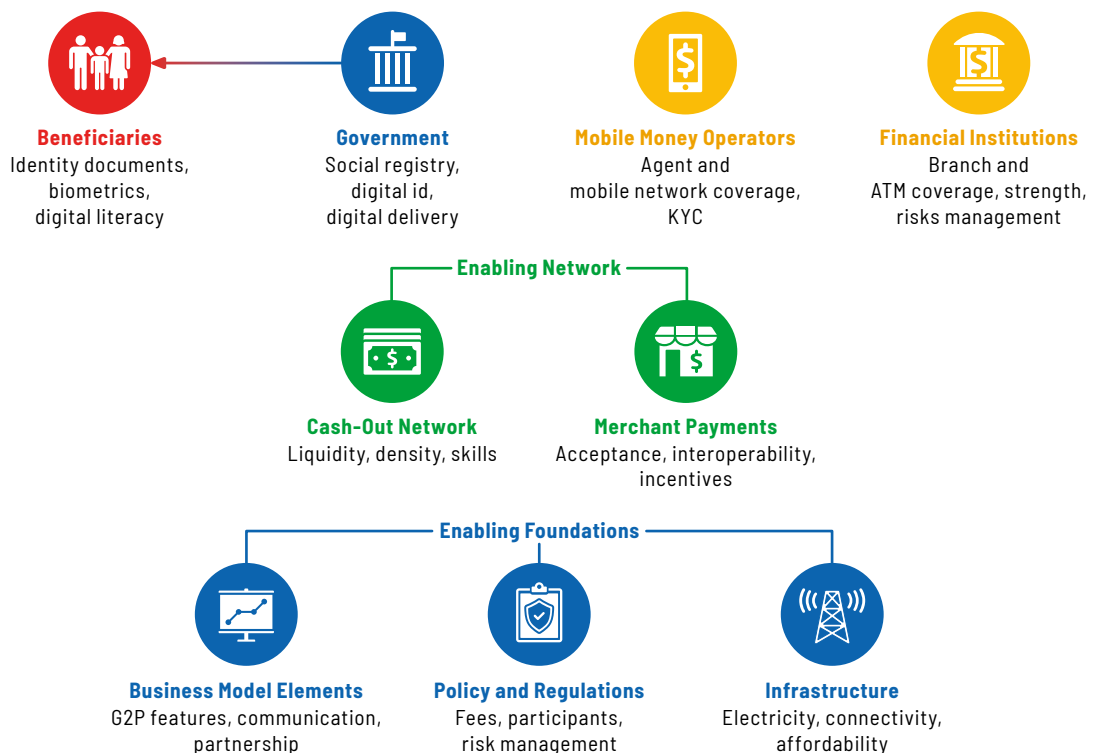 Beneficiaries
Identity documents,
biometrics,
digital literacy
Government
Social registry,
digital id,
digital delivery
$
Mobile Money Operators
Agent and
mobile network coverage,
KYC
$
Financial Institutions
Branch and
ATM coverage, strength,
risks management
Enabling Network
$
Cash-Out Network
Liquidity, density, skills
$
Merchant Payments
Acceptance, interoperability,
incentives
Enabling Foundations
Business Model Elements
G2P features, communication,
partnership
Policy and Regulations
Fees, participants,
risk management
Infrastructure
Electricity, connectivity,
affordability